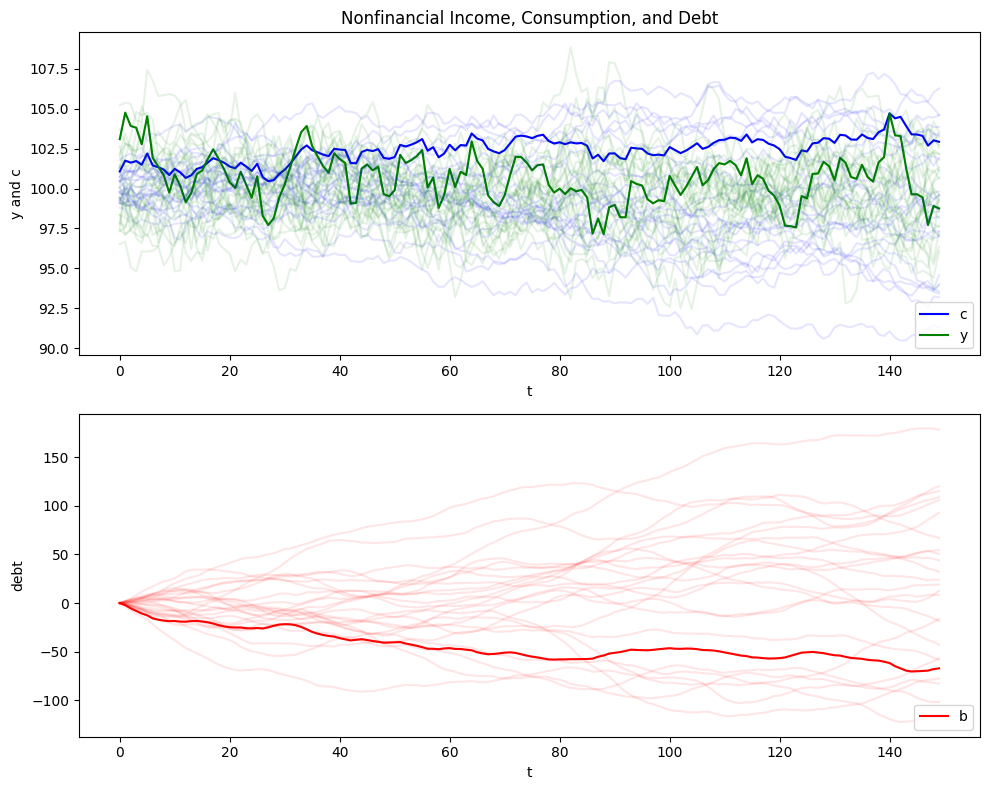 Nonfinancial Income, Consumption, and Debt
107.5
105.0
102.5
100.0
97.5
95.0
92.5
90.0
y and c
c
y
0 20 40 60 80 100 120 140
t
150
100
50
0
−50
−100
debt
b
0 20 40 60 80 100 120 140
t